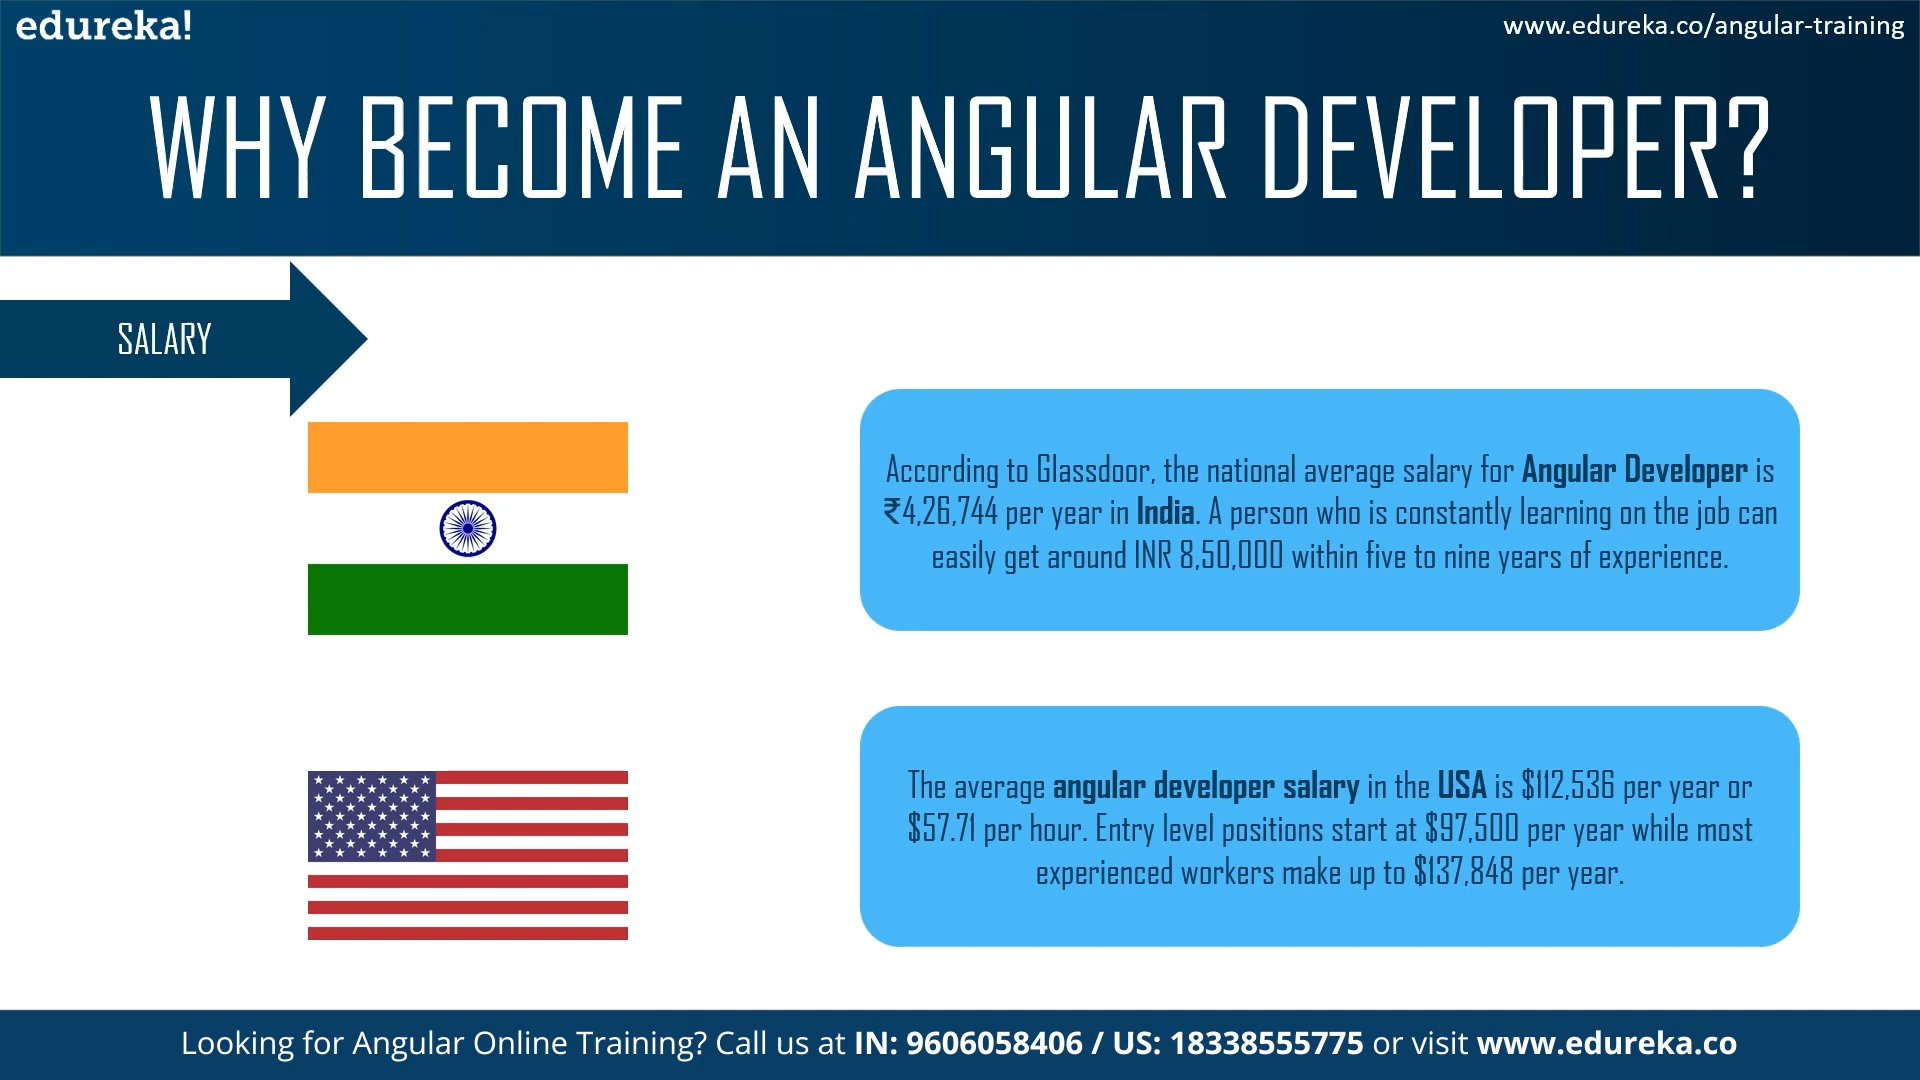 edureka!
www.edureka.co/angular-training
WHY BECOME AN ANGULAR DEVELOPER?
SALARY
According to Glassdoor, the national average salary for Angular Developer is
₹4,26,744 per year in India. A person who is constantly learning on the job can
easily get around INR 8,50,000 within five to nine years of experience.
The average angular developer salary in the USA is $112,536 per year or
$57.71 per hour. Entry level positions start at $97,500 per year while most
experienced workers make up to $137,848 per year.
Looking for Angular Online Training? Call us at IN: 9606058406 / US: 18338555775 or visit www.edureka.co